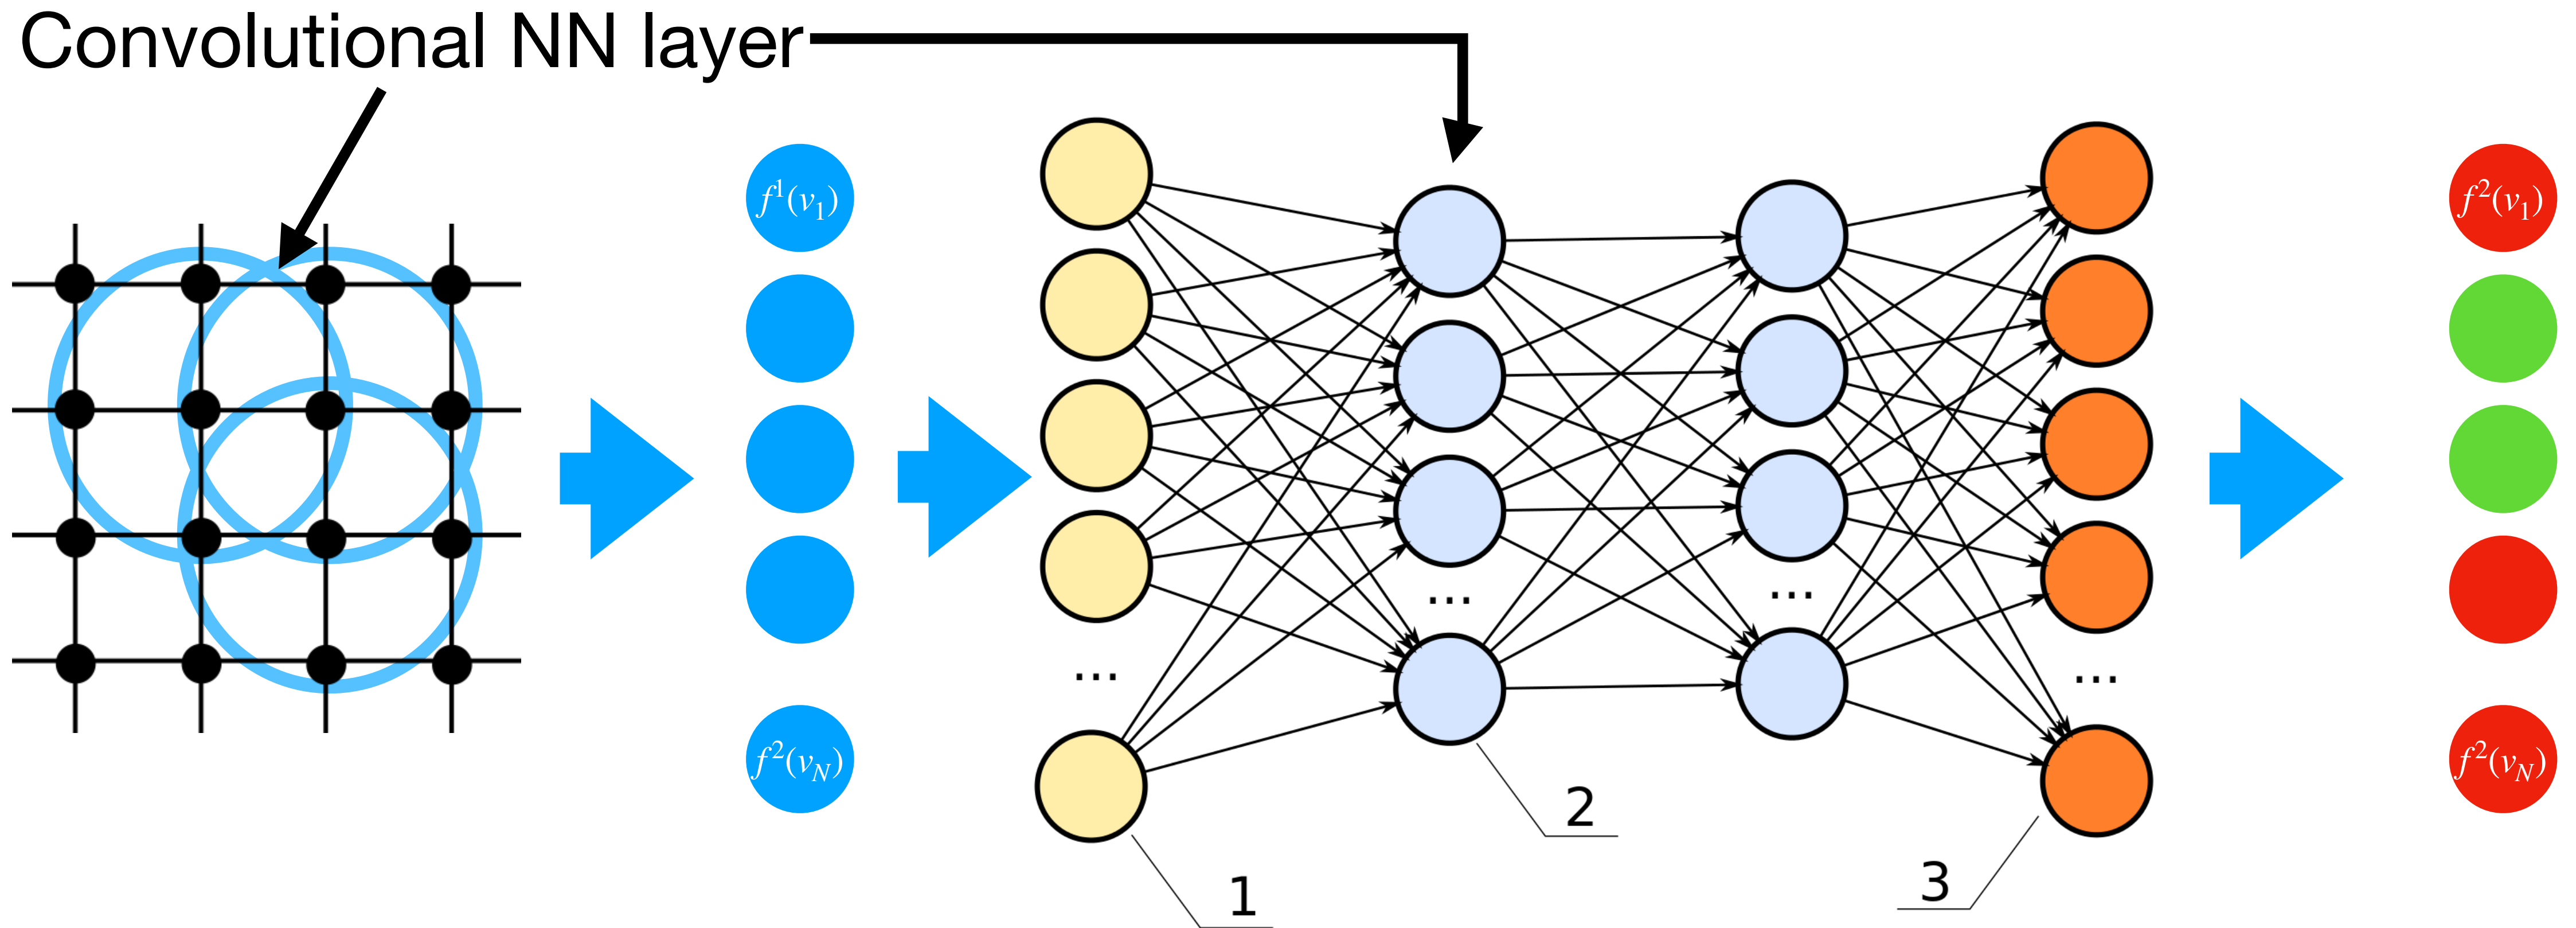 Convolutional NN layer
f¹(v₁)
f²(v_N)
...
1
...
2
...
...
3
f²(v₁)
f²(v_N)